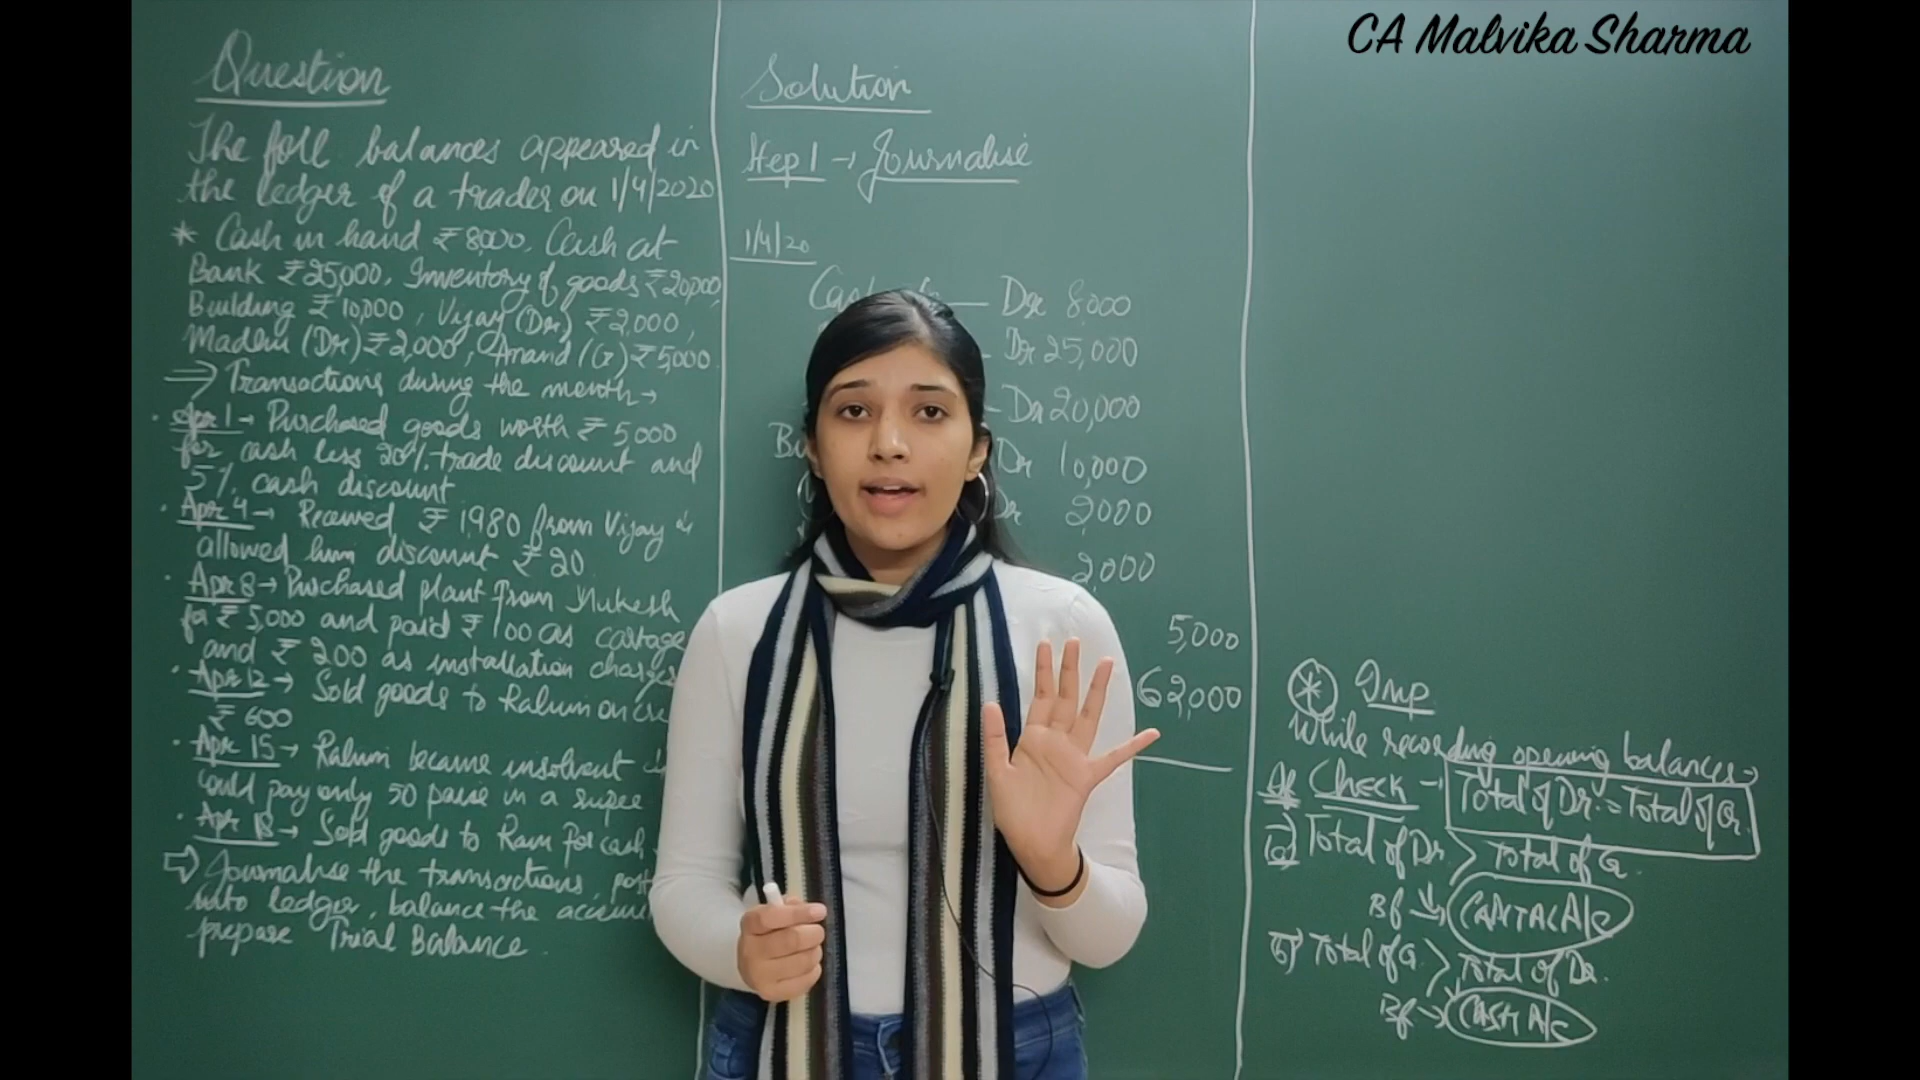 CA Malvika Sharma
Question
The foll balances appeared in
the ledger of a trader on 1/4/2020
* Cash in hand ₹8,000, Cash at
Bank ₹25,000, Inventory of goods ₹20,000,
Building ₹10,000, Vijay (Dr) ₹2,000,
Madhu (Dr) ₹2,000, Anand (Cr) ₹5,000.
⇒ Transactions during the month →
· Apr 1 → Purchased goods worth ₹5000
for cash less 20% trade discount and
5% cash discount
· Apr 4 → Received ₹1,980 from Vijay &
allowed him discount ₹20
· Apr 8 → Purchased plant from Mukesh
for ₹5,000 and paid ₹100 as cartage
and ₹200 as installation charges
· Apr 12 → Sold goods to Rahim on
₹600
· Apr 15 → Rahim became insolvent
could pay only 50 paise in a rupee
· Apr 18 → Sold goods to Ram for cash
⇒ Journalise the transactions, post
into ledger, balance the
prepare Trial Balance.
Solution
Step 1 → Journalise
1/4/20
Dr 8,000
Dr 25,000
Dr 20,000
Dr 10,000
Dr 2,000
2,000
5,000
62,000
* Imp
While recording opening balances →
Check → Total of Dr. = Total of Cr.
a) Total of Dr > Total of Cr.
Bf → CAPITAL A/c
b) Total of Cr > Total of Dr.
Bf → CASH A/c